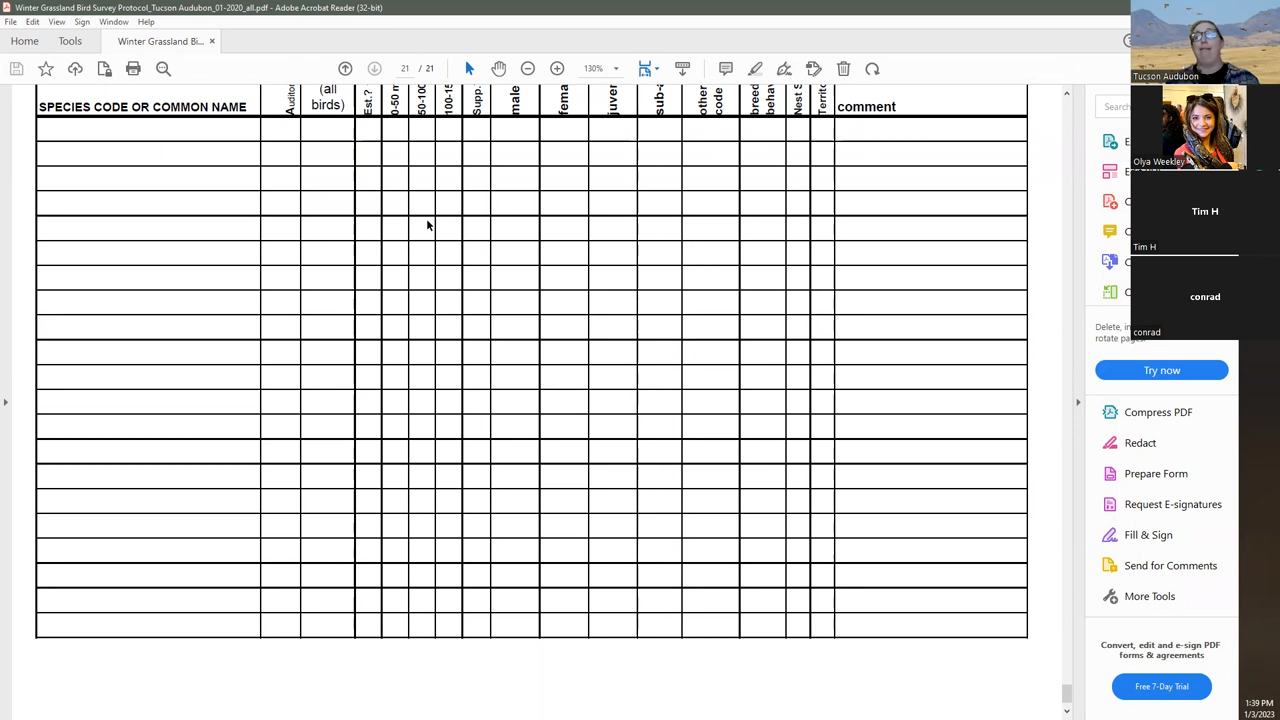 Winter Grassland Bird Survey Protocol_Tucson Audubon_01-2020_all.pdf - Adobe Acrobat Reader (32-bit)
File Edit View Sign Window Help
Home Tools Winter Grassland Bi... ×
21 / 21 130%
SPECIES CODE OR COMMON NAME
(all
birds)
Est.?
0-50 m
50-100
100-15
Supp.
male
fema
juver
sub-a
other
code
breed
behav
Nest S
Territo
comment
Search
Delete, in
rotate pages
Try now
Compress PDF
Redact
Prepare Form
Request E-signatures
Fill & Sign
Send for Comments
More Tools
Convert, edit and e-sign PDF
forms & agreements
Free 7-Day Trial
Tucson Audubon
Olya Weekley
Tim H
Tim H
conrad
conrad
1:39 PM
1/3/2023